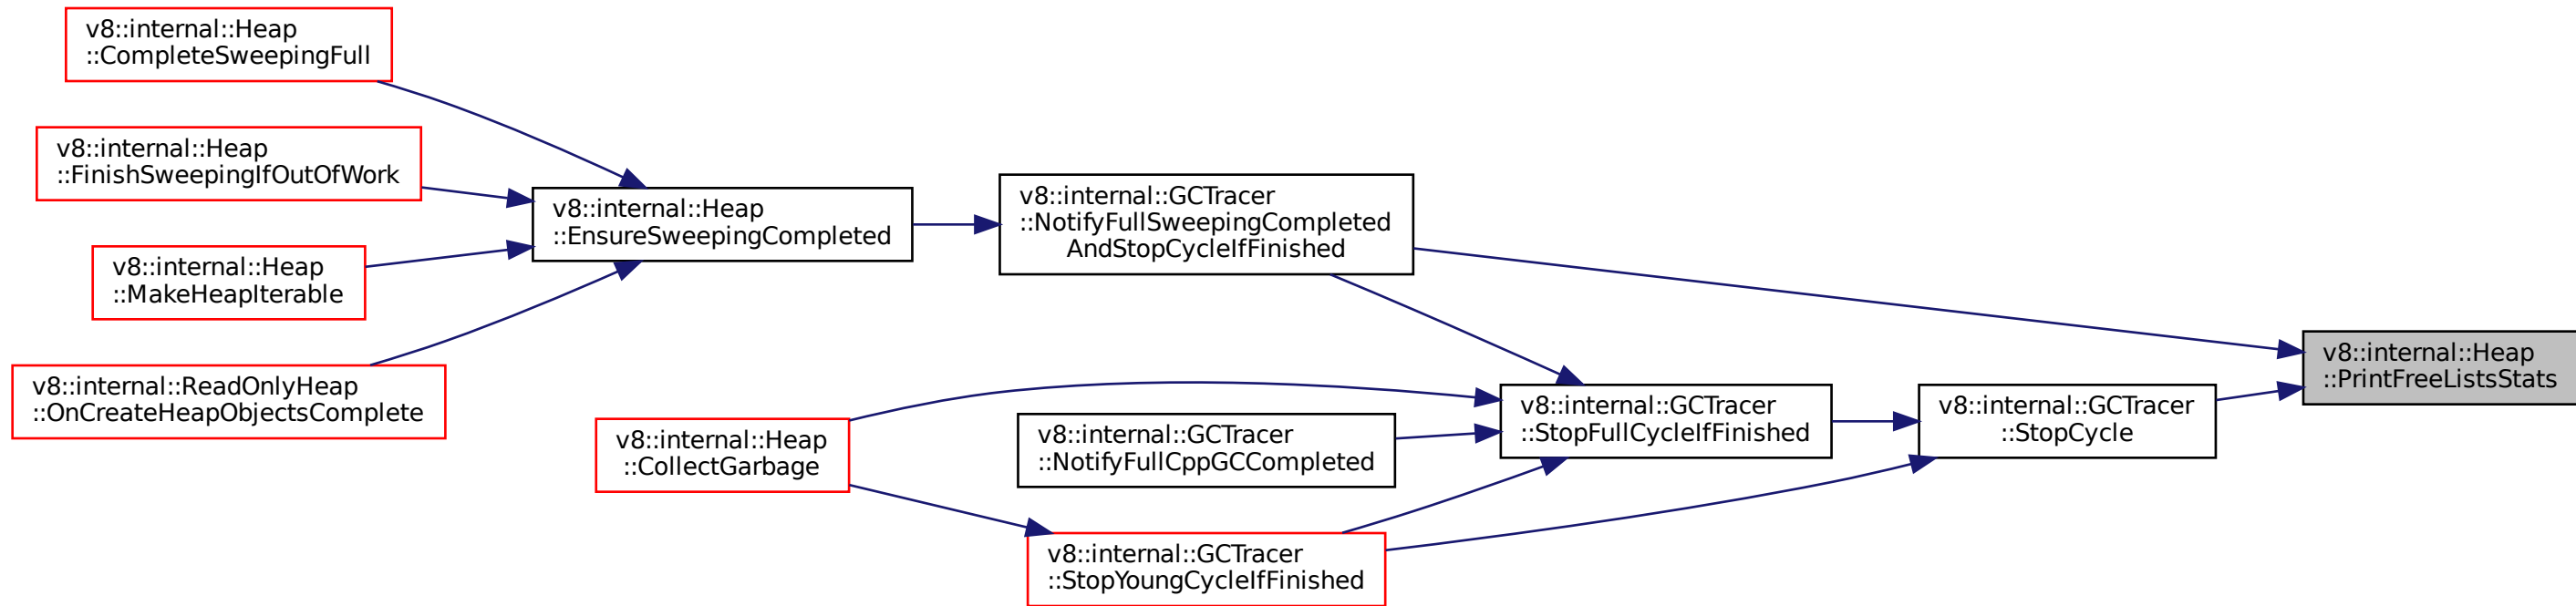 v8::internal::Heap
::CompleteSweepingFull
v8::internal::Heap
::FinishSweepingIfOutOfWork
v8::internal::Heap
::MakeHeapIterable
v8::internal::ReadOnlyHeap
::OnCreateHeapObjectsComplete
v8::internal::Heap
::EnsureSweepingCompleted
v8::internal::GCTracer
::NotifyFullSweepingCompleted
AndStopCycleIfFinished
v8::internal::Heap
::CollectGarbage
v8::internal::GCTracer
::NotifyFullCppGCCompleted
v8::internal::GCTracer
::StopYoungCycleIfFinished
v8::internal::GCTracer
::StopFullCycleIfFinished
v8::internal::GCTracer
::StopCycle
v8::internal::Heap
::PrintFreeListsStats